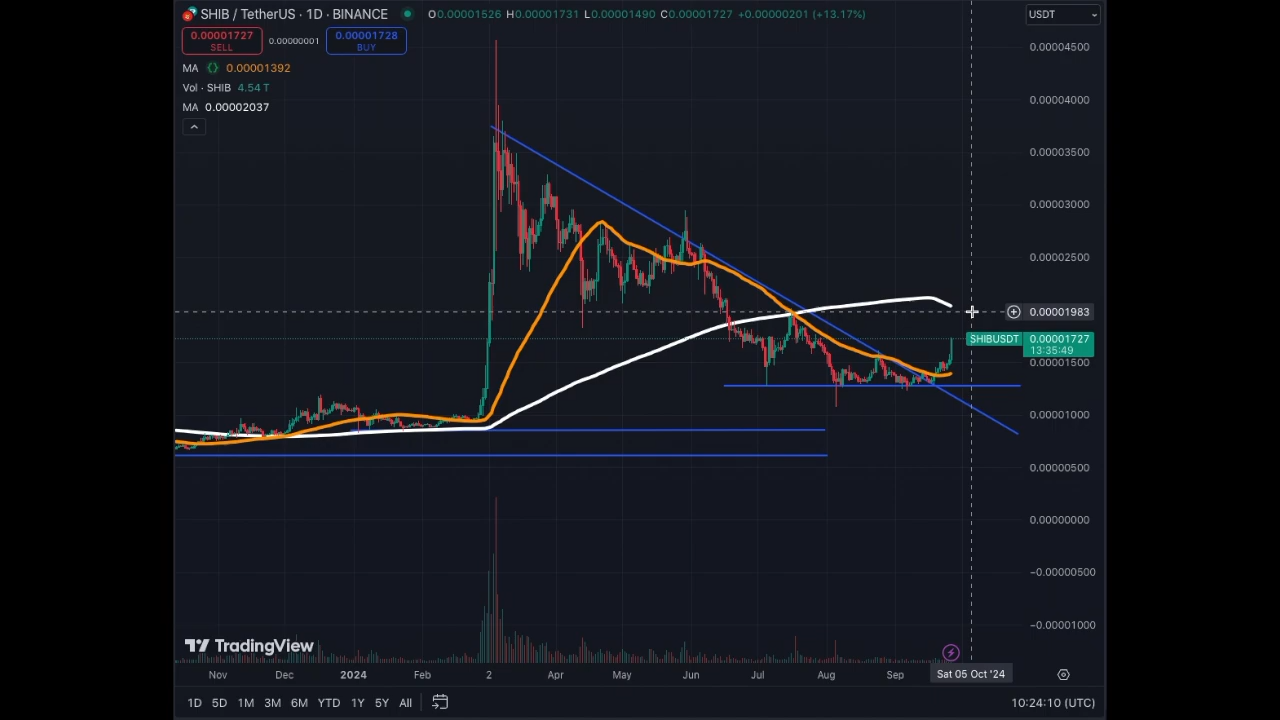 SHIB / TetherUS · 1D · BINANCE O0.00001526 H0.00001731 L0.00001490 C0.00001727 +0.00000201 (+13.17%) USDT
0.00001727 SELL 0.00000001 0.00001728 BUY
MA 0.00001392
Vol · SHIB 4.54 T
MA 0.00002037
0.00004500
0.00004000
0.00003500
0.00003000
0.00002500
0.00001983
SHIBUSDT 0.00001727
13:35:49
0.00001500
0.00001000
0.00000500
0.00000000
−0.00000500
−0.00001000
TradingView
Nov Dec 2024 Feb 2 Apr May Jun Jul Aug Sep Sat 05 Oct '24
1D 5D 1M 3M 6M YTD 1Y 5Y All 10:24:10 (UTC)